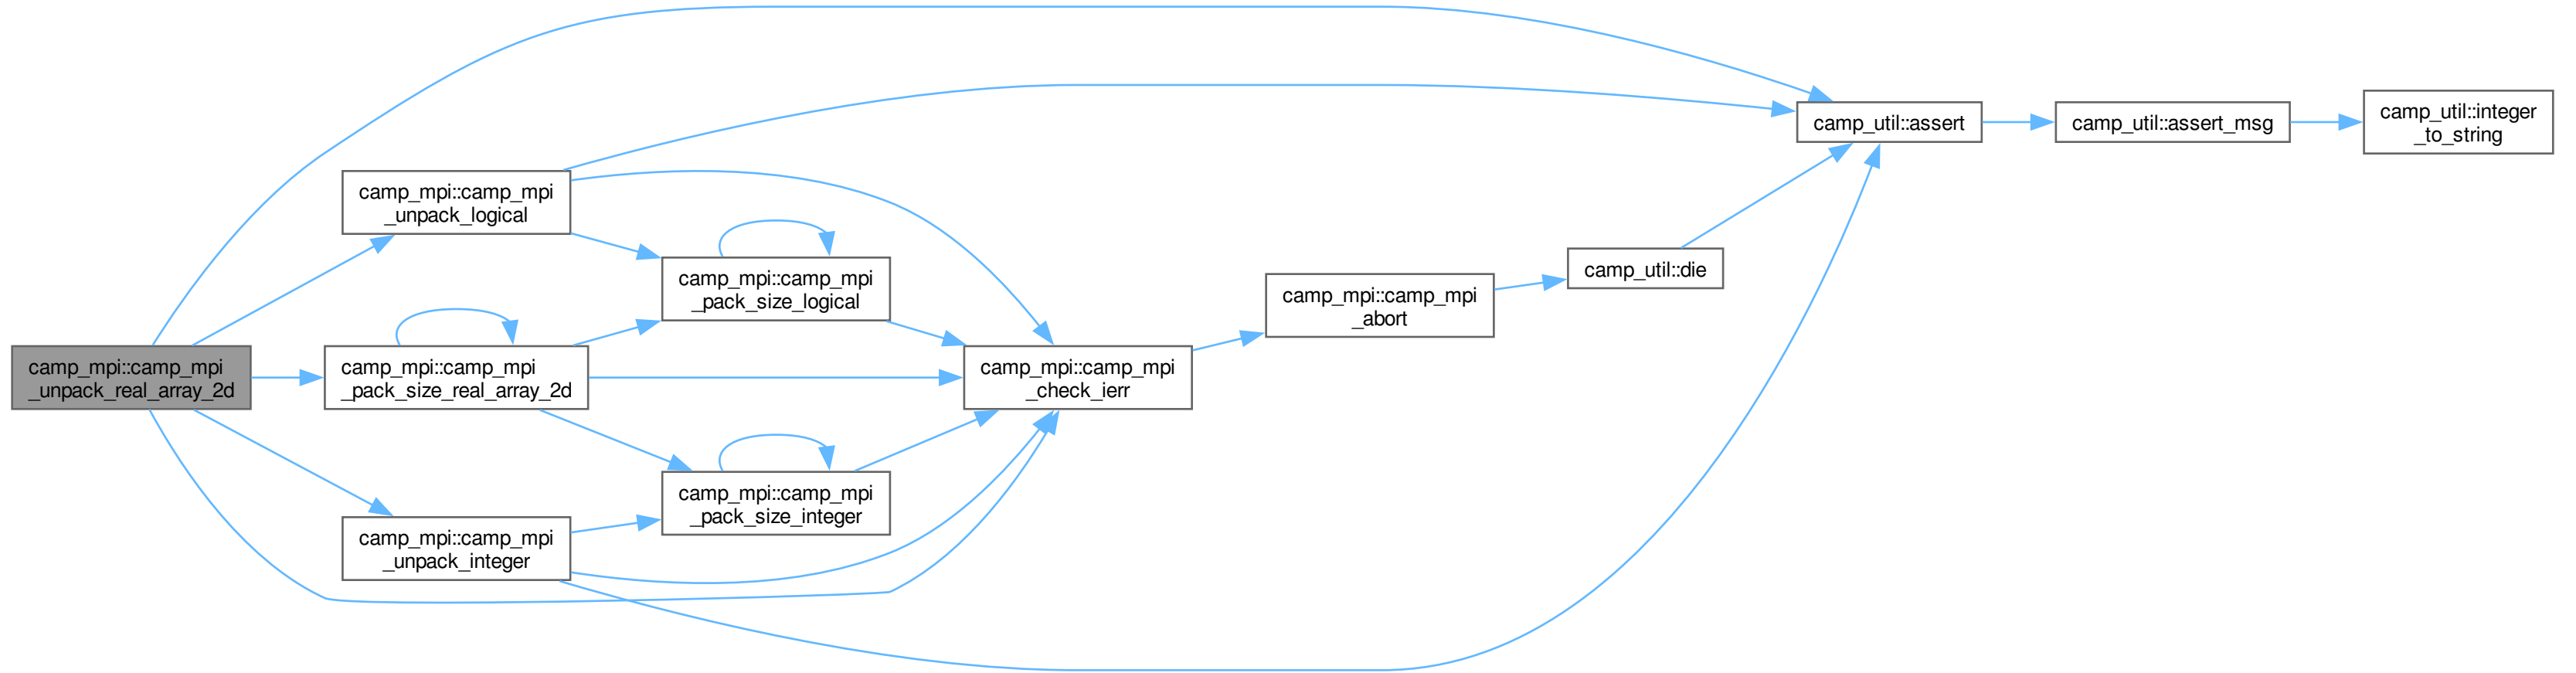 camp_mpi::camp_mpi
_unpack_real_array_2d
camp_mpi::camp_mpi
_unpack_logical
camp_mpi::camp_mpi
_pack_size_real_array_2d
camp_mpi::camp_mpi
_unpack_integer
camp_mpi::camp_mpi
_pack_size_logical
camp_mpi::camp_mpi
_pack_size_integer
camp_mpi::camp_mpi
_check_ierr
camp_mpi::camp_mpi
_abort
camp_util::die
camp_util::assert
camp_util::assert_msg
camp_util::integer
_to_string